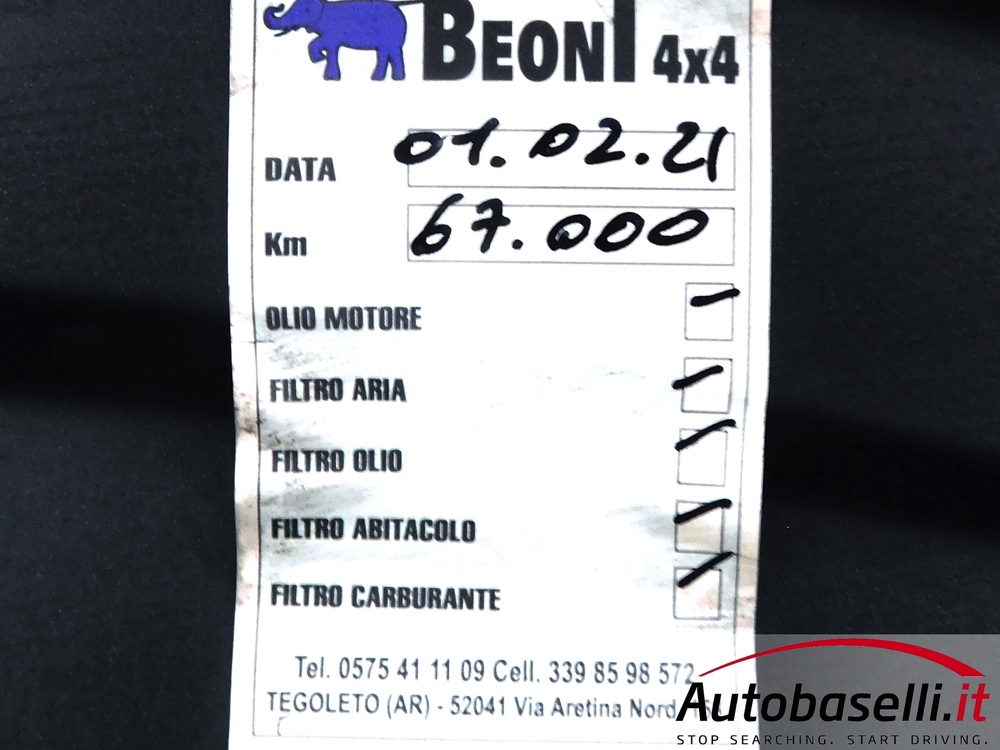 BEONI 4x4
DATA 01.02.21
Km 67.000
OLIO MOTORE
FILTRO ARIA
FILTRO OLIO
FILTRO ABITACOLO
FILTRO CARBURANTE
Tel. 0575 41 11 09 Cell. 339 85 98 572
TEGOLETO (AR) - 52041 Via Aretina Nord
Autobaselli.it
STOP SEARCHING. START DRIVING.